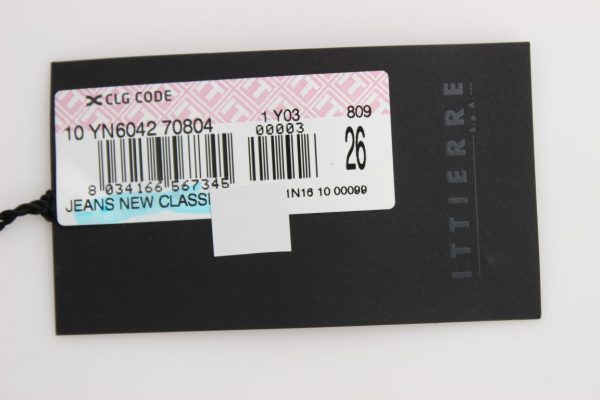 CLG CODE
10 YN6042 70804
1 Y03
809
00003
26
8 034166 567345
JEANS NEW CLASSI
1N16 10 00099
ITTIERRE
S.p.A.